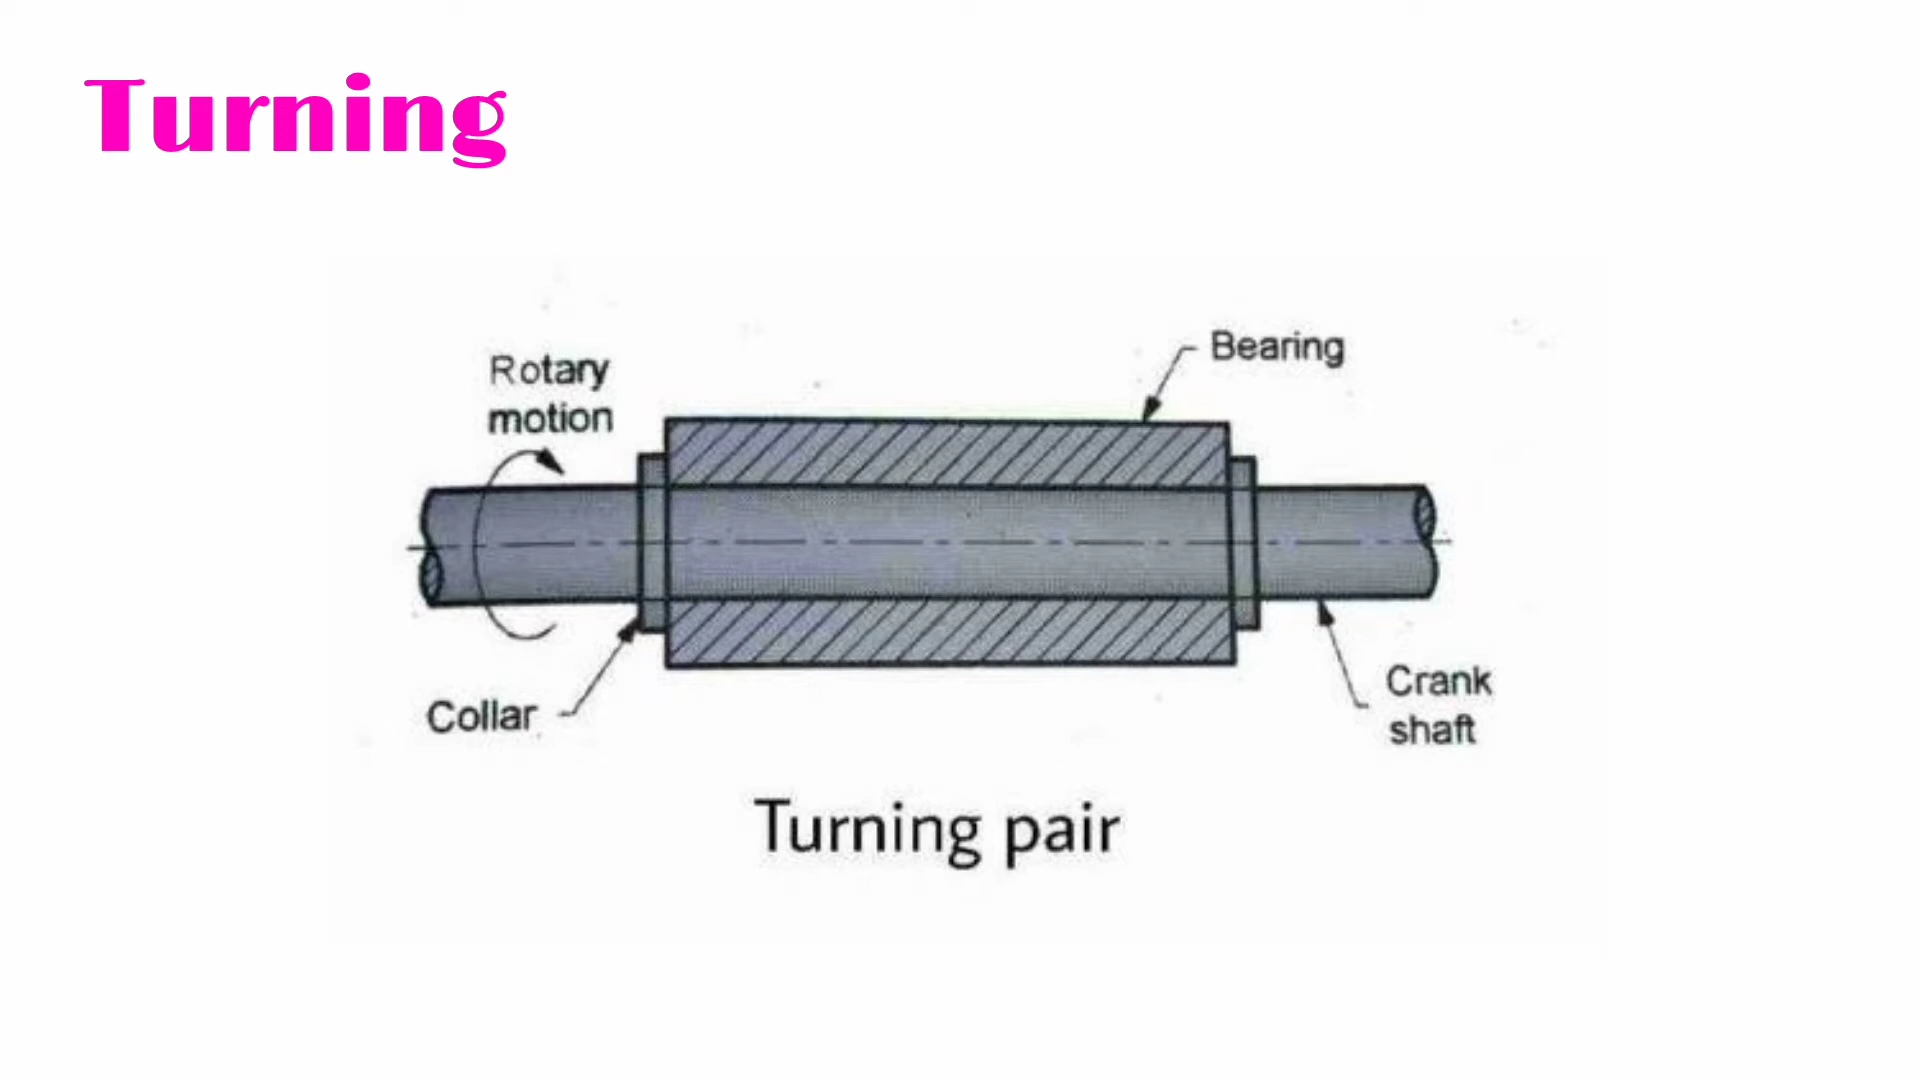 Turning
Rotary
motion
Bearing
Collar
Crank
shaft
Turning pair